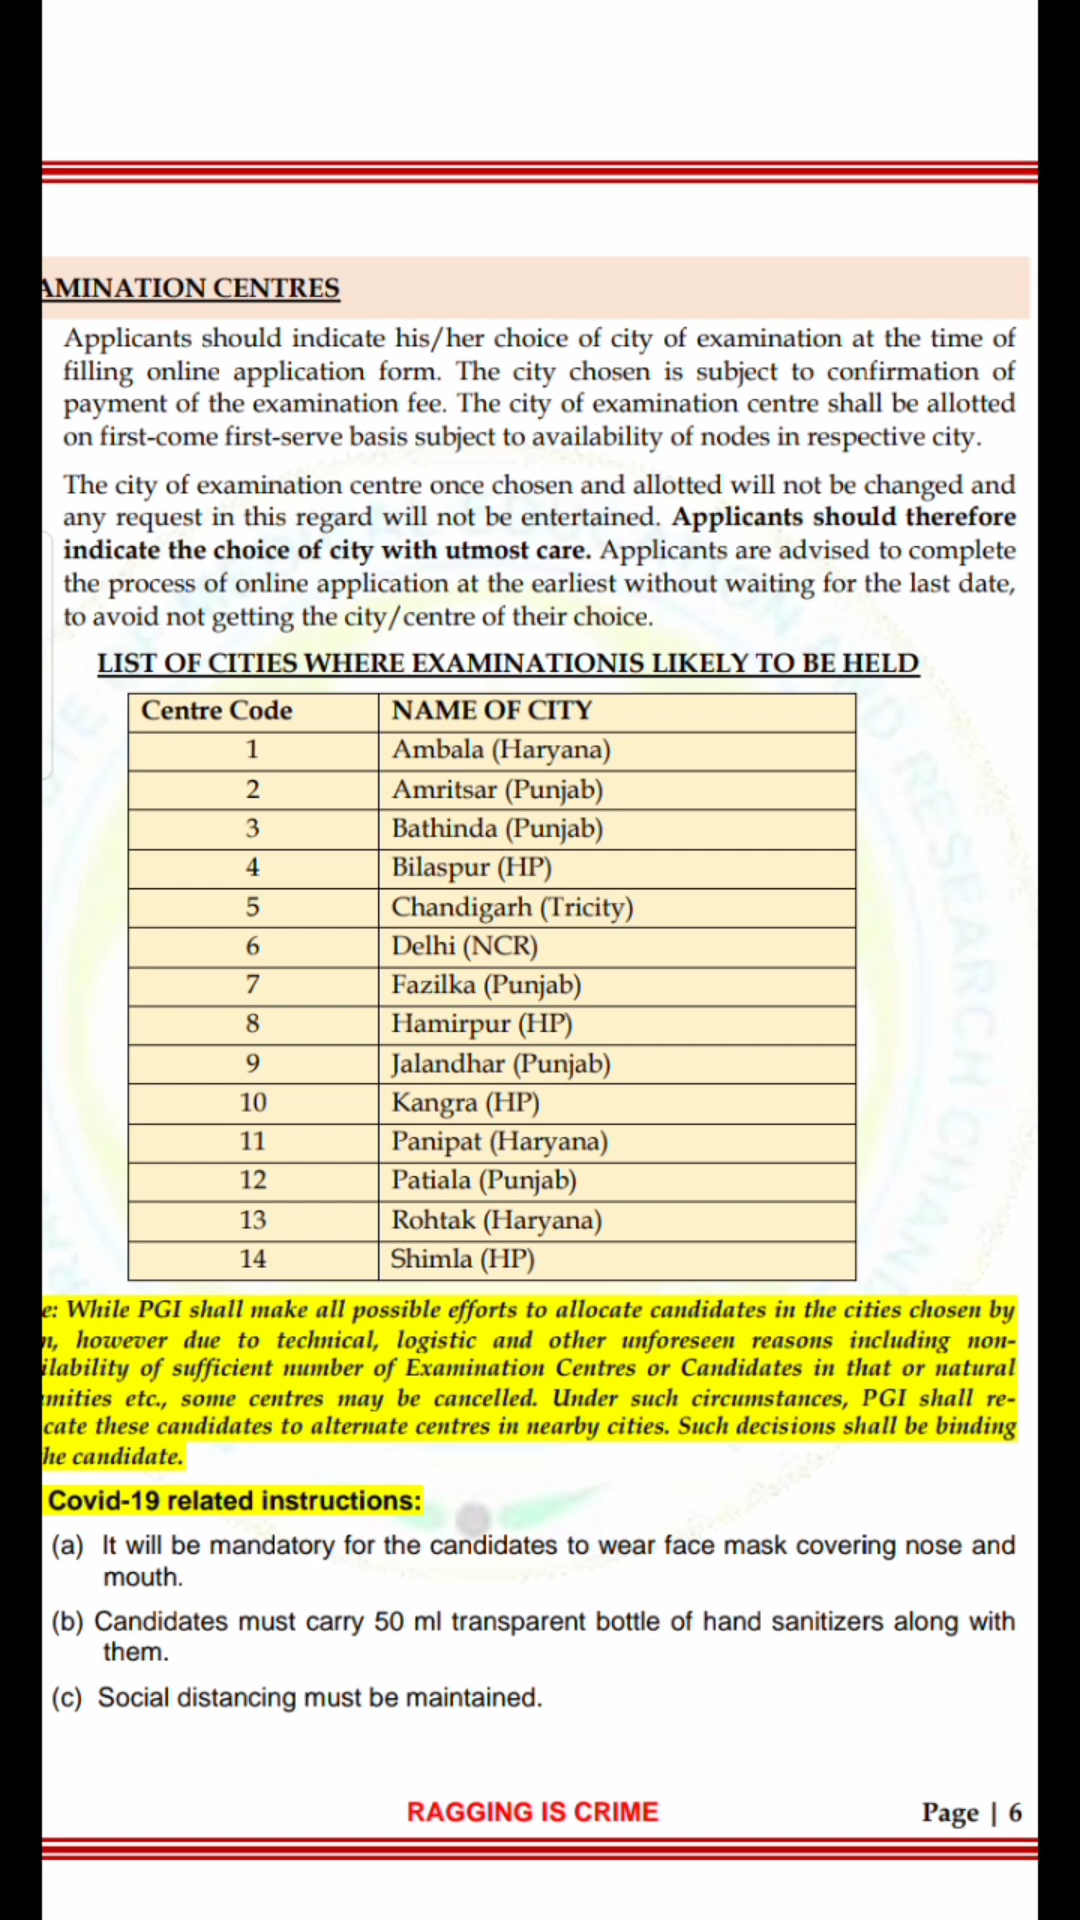 AMINATION CENTRES
Applicants should indicate his/her choice of city of examination at the time of
filling online application form. The city chosen is subject to confirmation of
payment of the examination fee. The city of examination centre shall be allotted
on first-come first-serve basis subject to availability of nodes in respective city.
The city of examination centre once chosen and allotted will not be changed and
any request in this regard will not be entertained. Applicants should therefore
indicate the choice of city with utmost care. Applicants are advised to complete
the process of online application at the earliest without waiting for the last date,
to avoid not getting the city/centre of their choice.
LIST OF CITIES WHERE EXAMINATIONIS LIKELY TO BE HELD
Centre Code NAME OF CITY
1 Ambala (Haryana)
2 Amritsar (Punjab)
3 Bathinda (Punjab)
4 Bilaspur (HP)
5 Chandigarh (Tricity)
6 Delhi (NCR)
7 Fazilka (Punjab)
8 Hamirpur (HP)
9 Jalandhar (Punjab)
10 Kangra (HP)
11 Panipat (Haryana)
12 Patiala (Punjab)
13 Rohtak (Haryana)
14 Shimla (HP)
e: While PGI shall make all possible efforts to allocate candidates in the cities chosen by
n, however due to technical, logistic and other unforeseen reasons including non-
ilability of sufficient number of Examination Centres or Candidates in that or natural
mities etc., some centres may be cancelled. Under such circumstances, PGI shall re-
cate these candidates to alternate centres in nearby cities. Such decisions shall be binding
he candidate.
Covid-19 related instructions:
(a) It will be mandatory for the candidates to wear face mask covering nose and
mouth.
(b) Candidates must carry 50 ml transparent bottle of hand sanitizers along with
them.
(c) Social distancing must be maintained.
RAGGING IS CRIME Page | 6